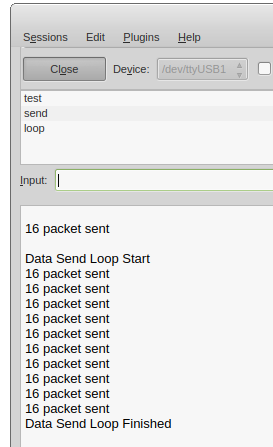 Sessions Edit Plugins Help
Close Device: /dev/ttyUSB1
test
send
loop
Input:
16 packet sent
Data Send Loop Start
16 packet sent
16 packet sent
16 packet sent
16 packet sent
16 packet sent
16 packet sent
16 packet sent
16 packet sent
16 packet sent
16 packet sent
Data Send Loop Finished